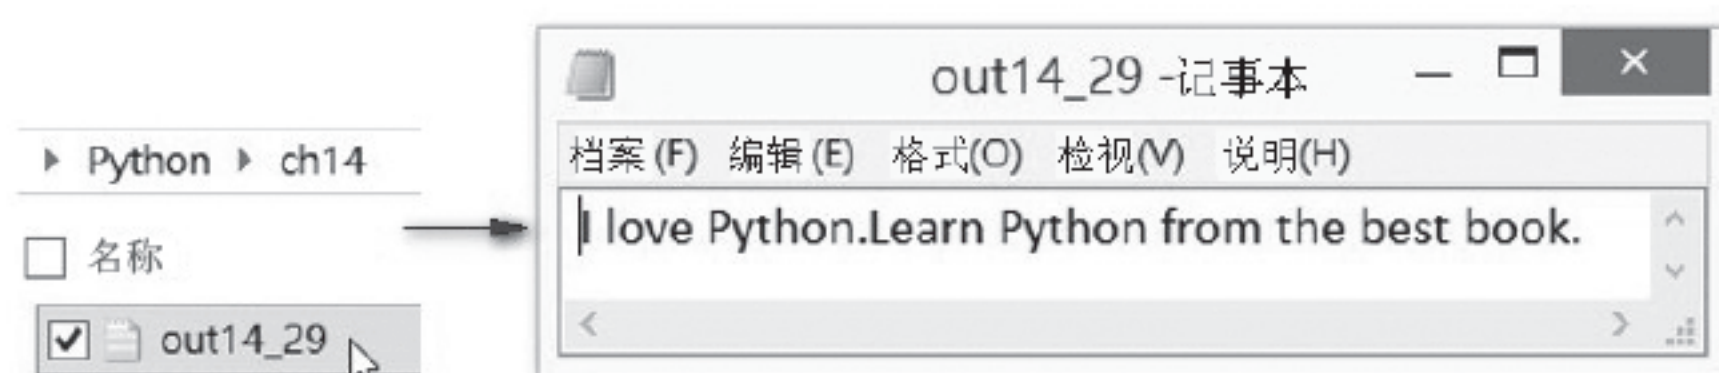 Python ch14
名称
out14_29
out14_29 -记事本
档案(F) 编辑(E) 格式(O) 检视(V) 说明(H)
I love Python.Learn Python from the best book.